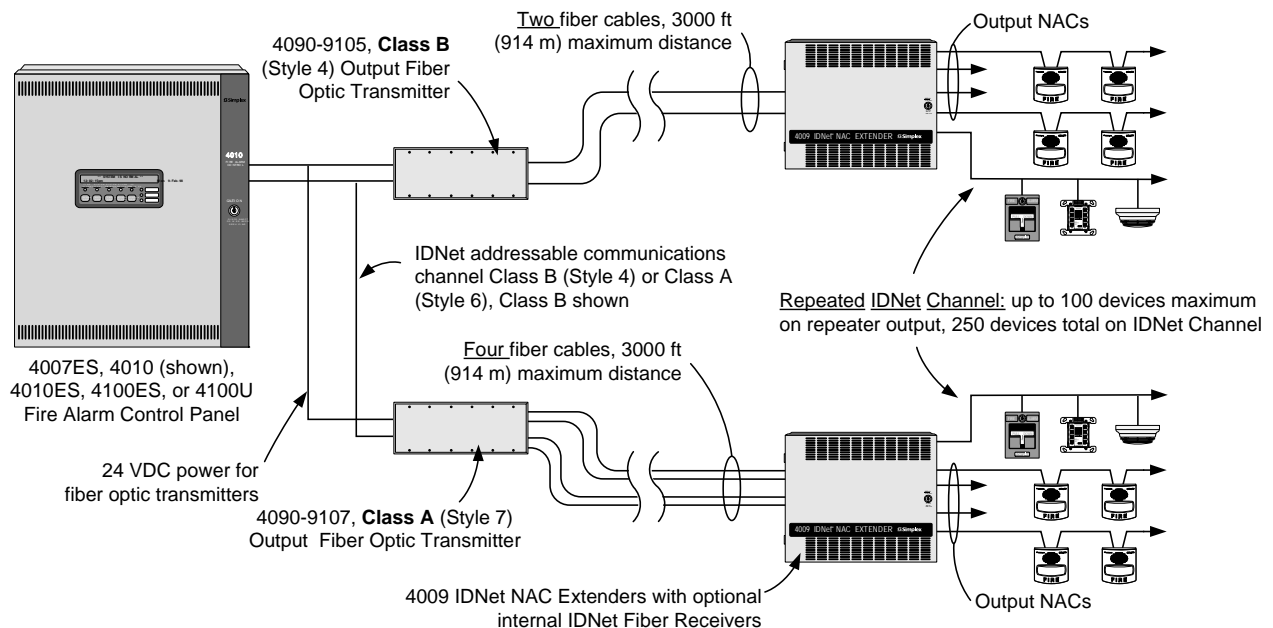 Two fiber cables, 3000 ft
(914 m) maximum distance
Output NACs
4090-9105, Class B
(Style 4) Output Fiber
Optic Transmitter
Simplex
4010
4009 IDNet NAC EXTENDER Simplex
FIRE FIRE
FIRE FIRE
IDNet addressable communications
channel Class B (Style 4) or Class A
(Style 6), Class B shown
Repeated IDNet Channel: up to 100 devices maximum
on repeater output, 250 devices total on IDNet Channel
4007ES, 4010 (shown),
4010ES, 4100ES, or 4100U
Fire Alarm Control Panel
Four fiber cables, 3000 ft
(914 m) maximum distance
24 VDC power for
fiber optic transmitters
4090-9107, Class A (Style 7)
Output Fiber Optic Transmitter
4009 IDNet NAC EXTENDER Simplex
FIRE FIRE
FIRE FIRE
4009 IDNet NAC Extenders with optional
internal IDNet Fiber Receivers
Output NACs